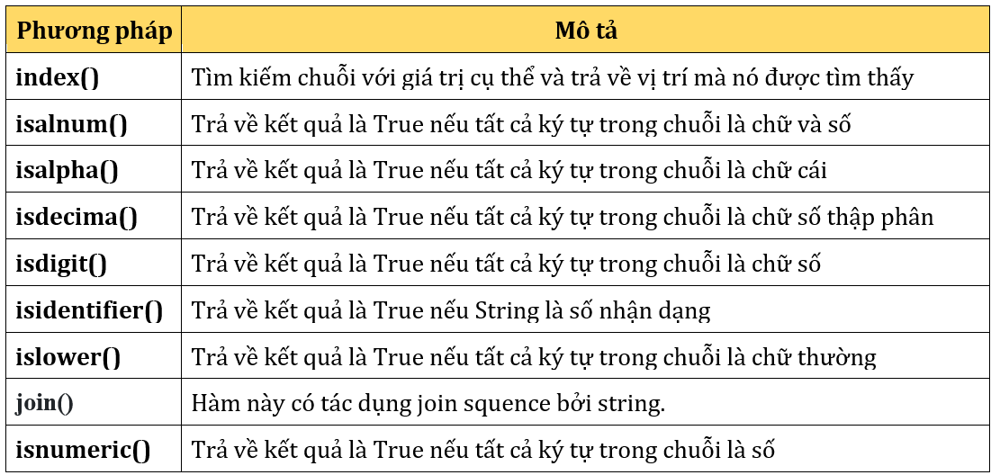 Phương pháp Mô tả
index() Tìm kiếm chuỗi với giá trị cụ thể và trả về vị trí mà nó được tìm thấy
isalnum() Trả về kết quả là True nếu tất cả ký tự trong chuỗi là chữ và số
isalpha() Trả về kết quả là True nếu tất cả ký tự trong chuỗi là chữ cái
isdecima() Trả về kết quả là True nếu tất cả ký tự trong chuỗi là chữ số thập phân
isdigit() Trả về kết quả là True nếu tất cả ký tự trong chuỗi là chữ số
isidentifier() Trả về kết quả là True nếu String là số nhận dạng
islower() Trả về kết quả là True nếu tất cả ký tự trong chuỗi là chữ thường
join() Hàm này có tác dụng join squence bởi string.
isnumeric() Trả về kết quả là True nếu tất cả ký tự trong chuỗi là số